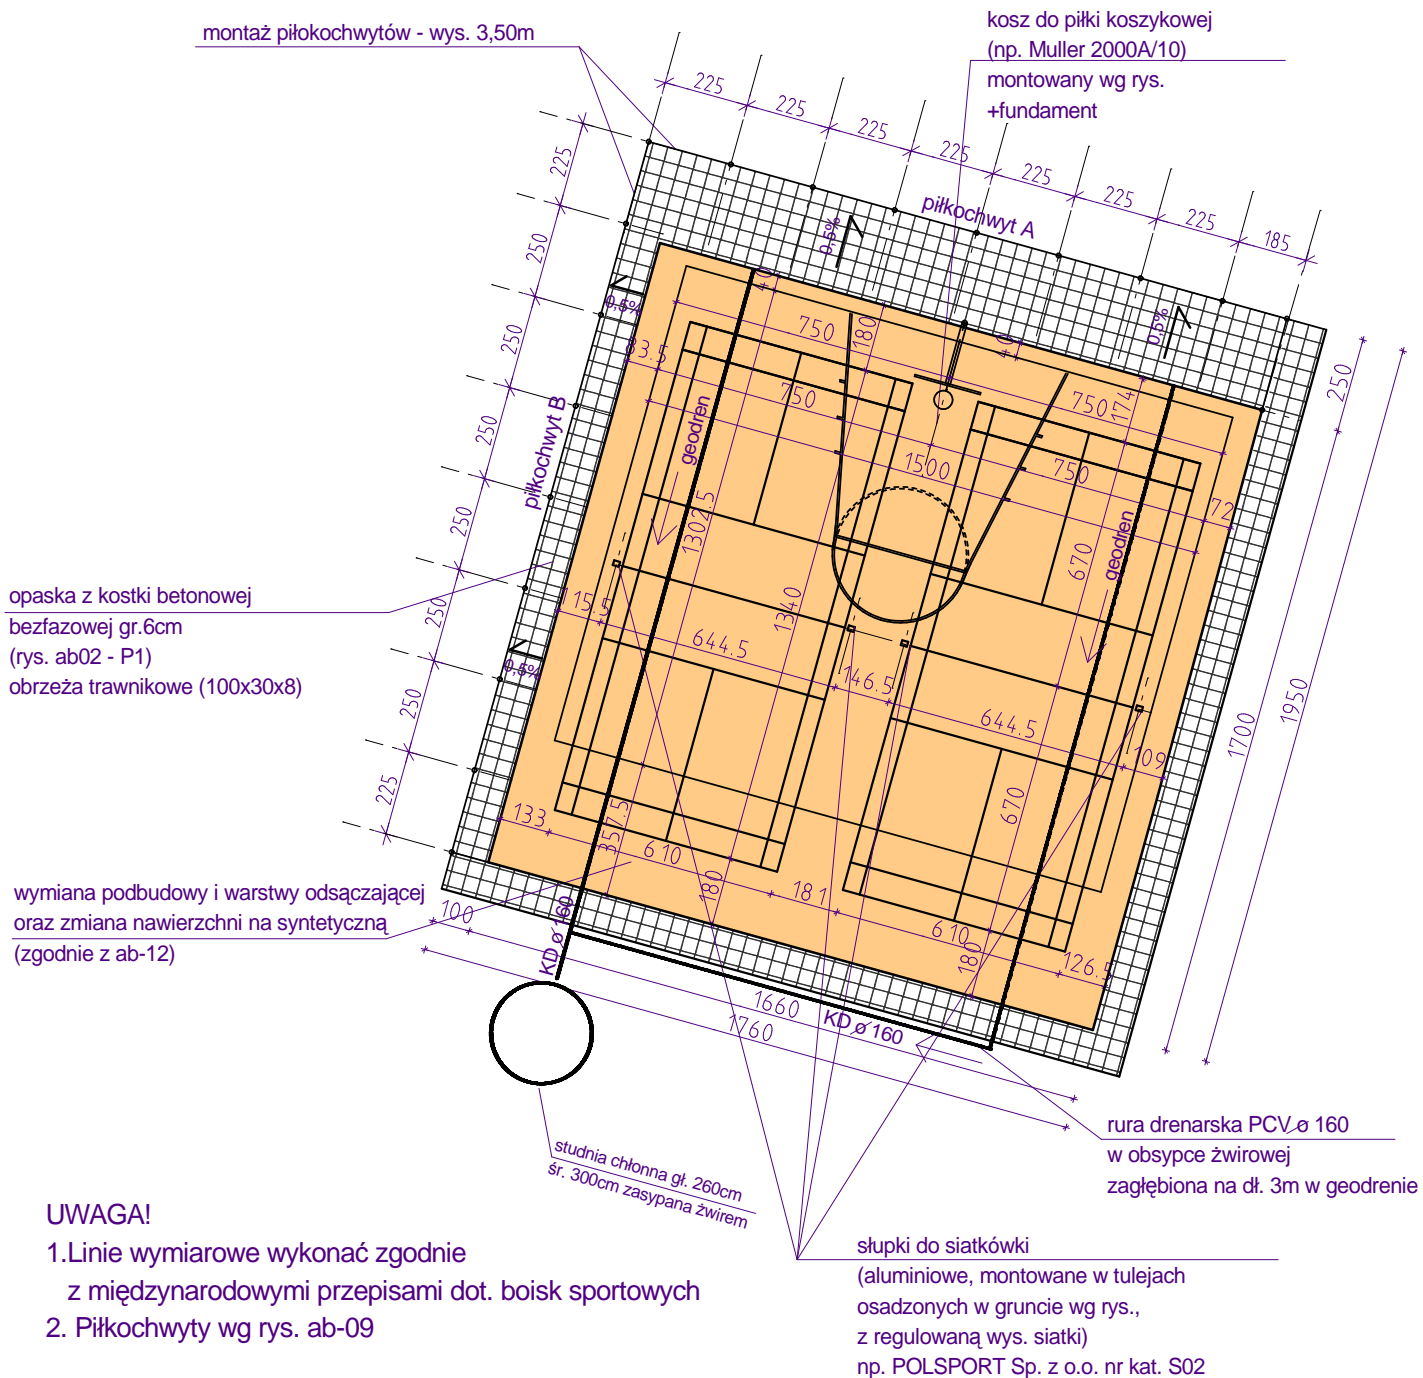 montaż piłokochwytów - wys. 3,50m
kosz do piłki koszykowej
(np. Muller 2000A/10)
montowany wg rys.
+fundament
225
225
225
225
225
225
225
185
225
250
250
250
250
250
250
225
piłkochwyt A
piłkochwyt B
0,5%
0,5%
0,5%
0,5%
40
40
750
180
83.5
750
750
174
1500
750
72
geodren
geodren
1302.5
1340
670
670
115.5
644.5
146.5
644.5
109
357.5
133
610
180
181
610
180
126.5
250
1700
1950
100
1660
1760
KD ø 160
KD ø 160
opaska z kostki betonowej
bezfazowej gr.6cm
(rys. ab02 - P1)
obrzeża trawnikowe (100x30x8)
wymiana podbudowy i warstwy odsączającej
oraz zmiana nawierzchni na syntetyczną
(zgodnie z ab-12)
studnia chłonna gł. 260cm
śr. 300cm zasypana żwirem
rura drenarska PCV ø 160
w obsypce żwirowej
zagłębiona na dł. 3m w geodrenie
słupki do siatkówki
(aluminiowe, montowane w tulejach
osadzonych w gruncie wg rys.,
z regulowaną wys. siatki)
np. POLSPORT Sp. z o.o. nr kat. S02
UWAGA!
1.Linie wymiarowe wykonać zgodnie
z międzynarodowymi przepisami dot. boisk sportowych
2. Piłkochwyty wg rys. ab-09